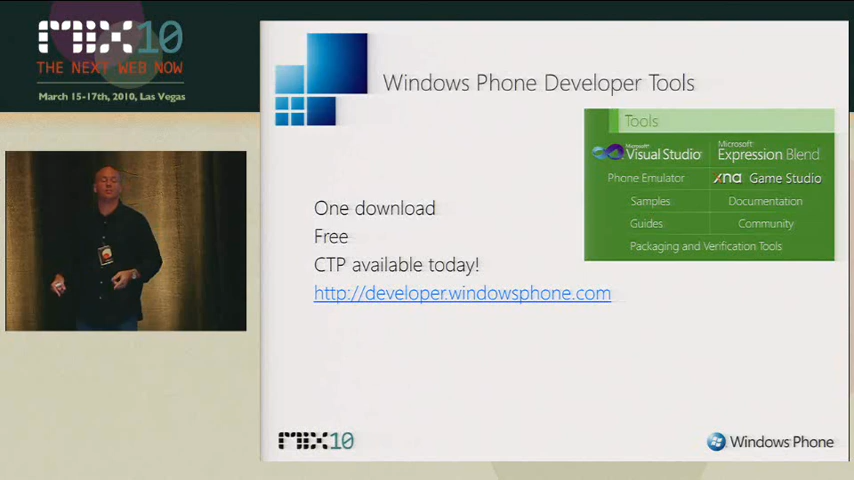 MIX10
THE NEXT WEB NOW
March 15-17th, 2010, Las Vegas
Windows Phone Developer Tools
Tools
Microsoft
Visual Studio
Microsoft
Expression Blend
Phone Emulator
xna Game Studio
Samples
Documentation
Guides
Community
Packaging and Verification Tools
One download
Free
CTP available today!
http://developer.windowsphone.com
MIX10
Windows Phone